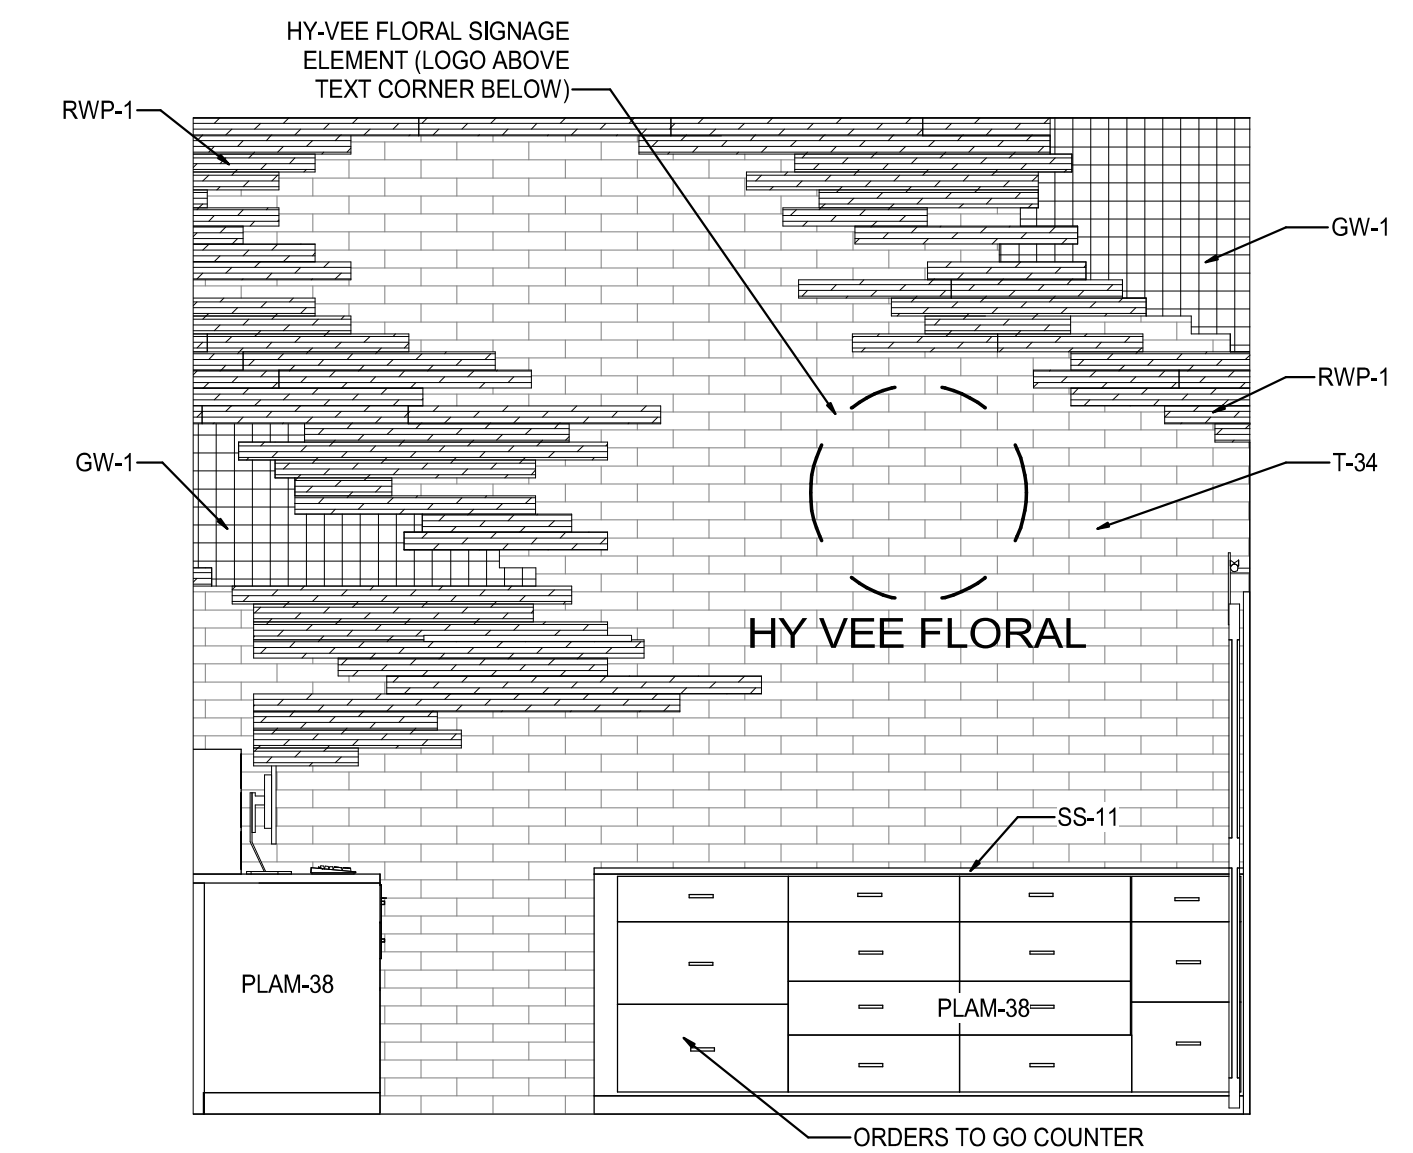 HY-VEE FLORAL SIGNAGE
ELEMENT (LOGO ABOVE
TEXT CORNER BELOW)
RWP-1
GW-1
RWP-1
GW-1
T-34
HY VEE FLORAL
SS-11
PLAM-38
PLAM-38
ORDERS TO GO COUNTER